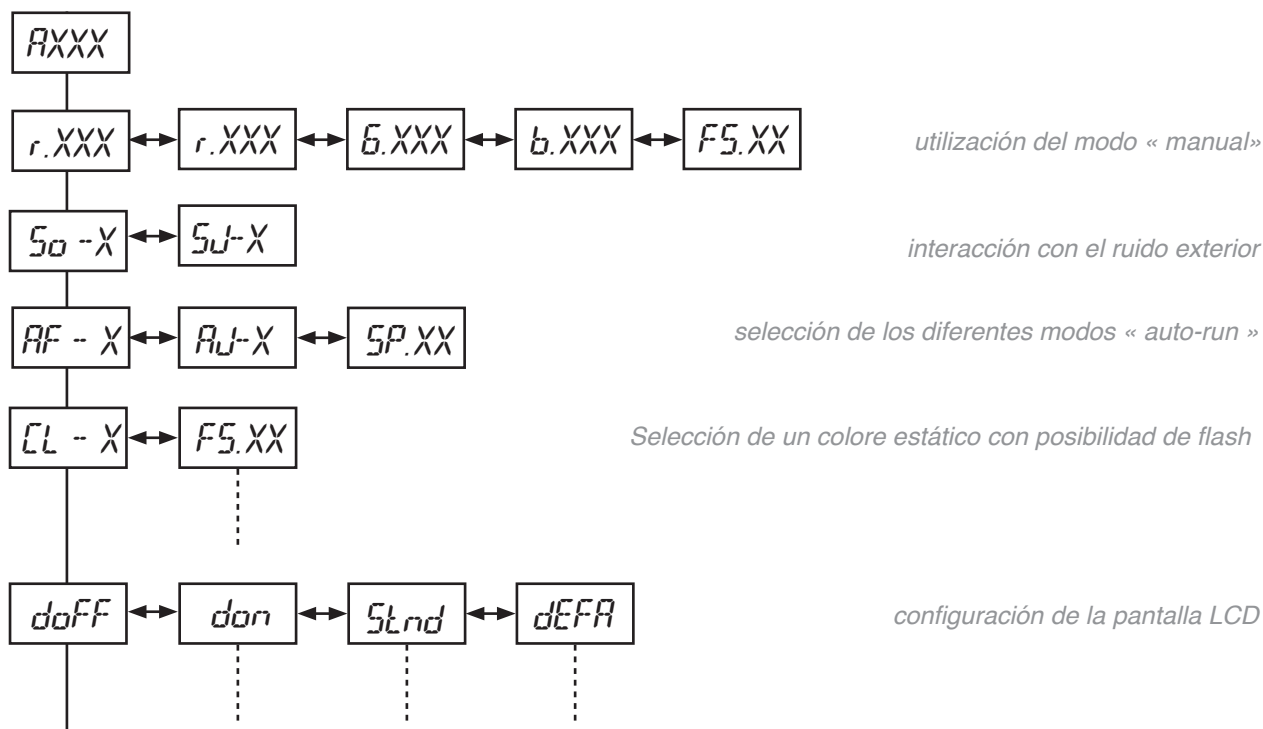 AXXX
r.XXX r.XXX G.XXX b.XXX FS.XX utilización del modo « manual»
So -X SU-X interacción con el ruido exterior
AF - X AU-X SP.XX selección de los diferentes modos « auto-run »
CL - X FS.XX Selección de un colore estático con posibilidad de flash
doFF don Stnd dEFA configuración de la pantalla LCD